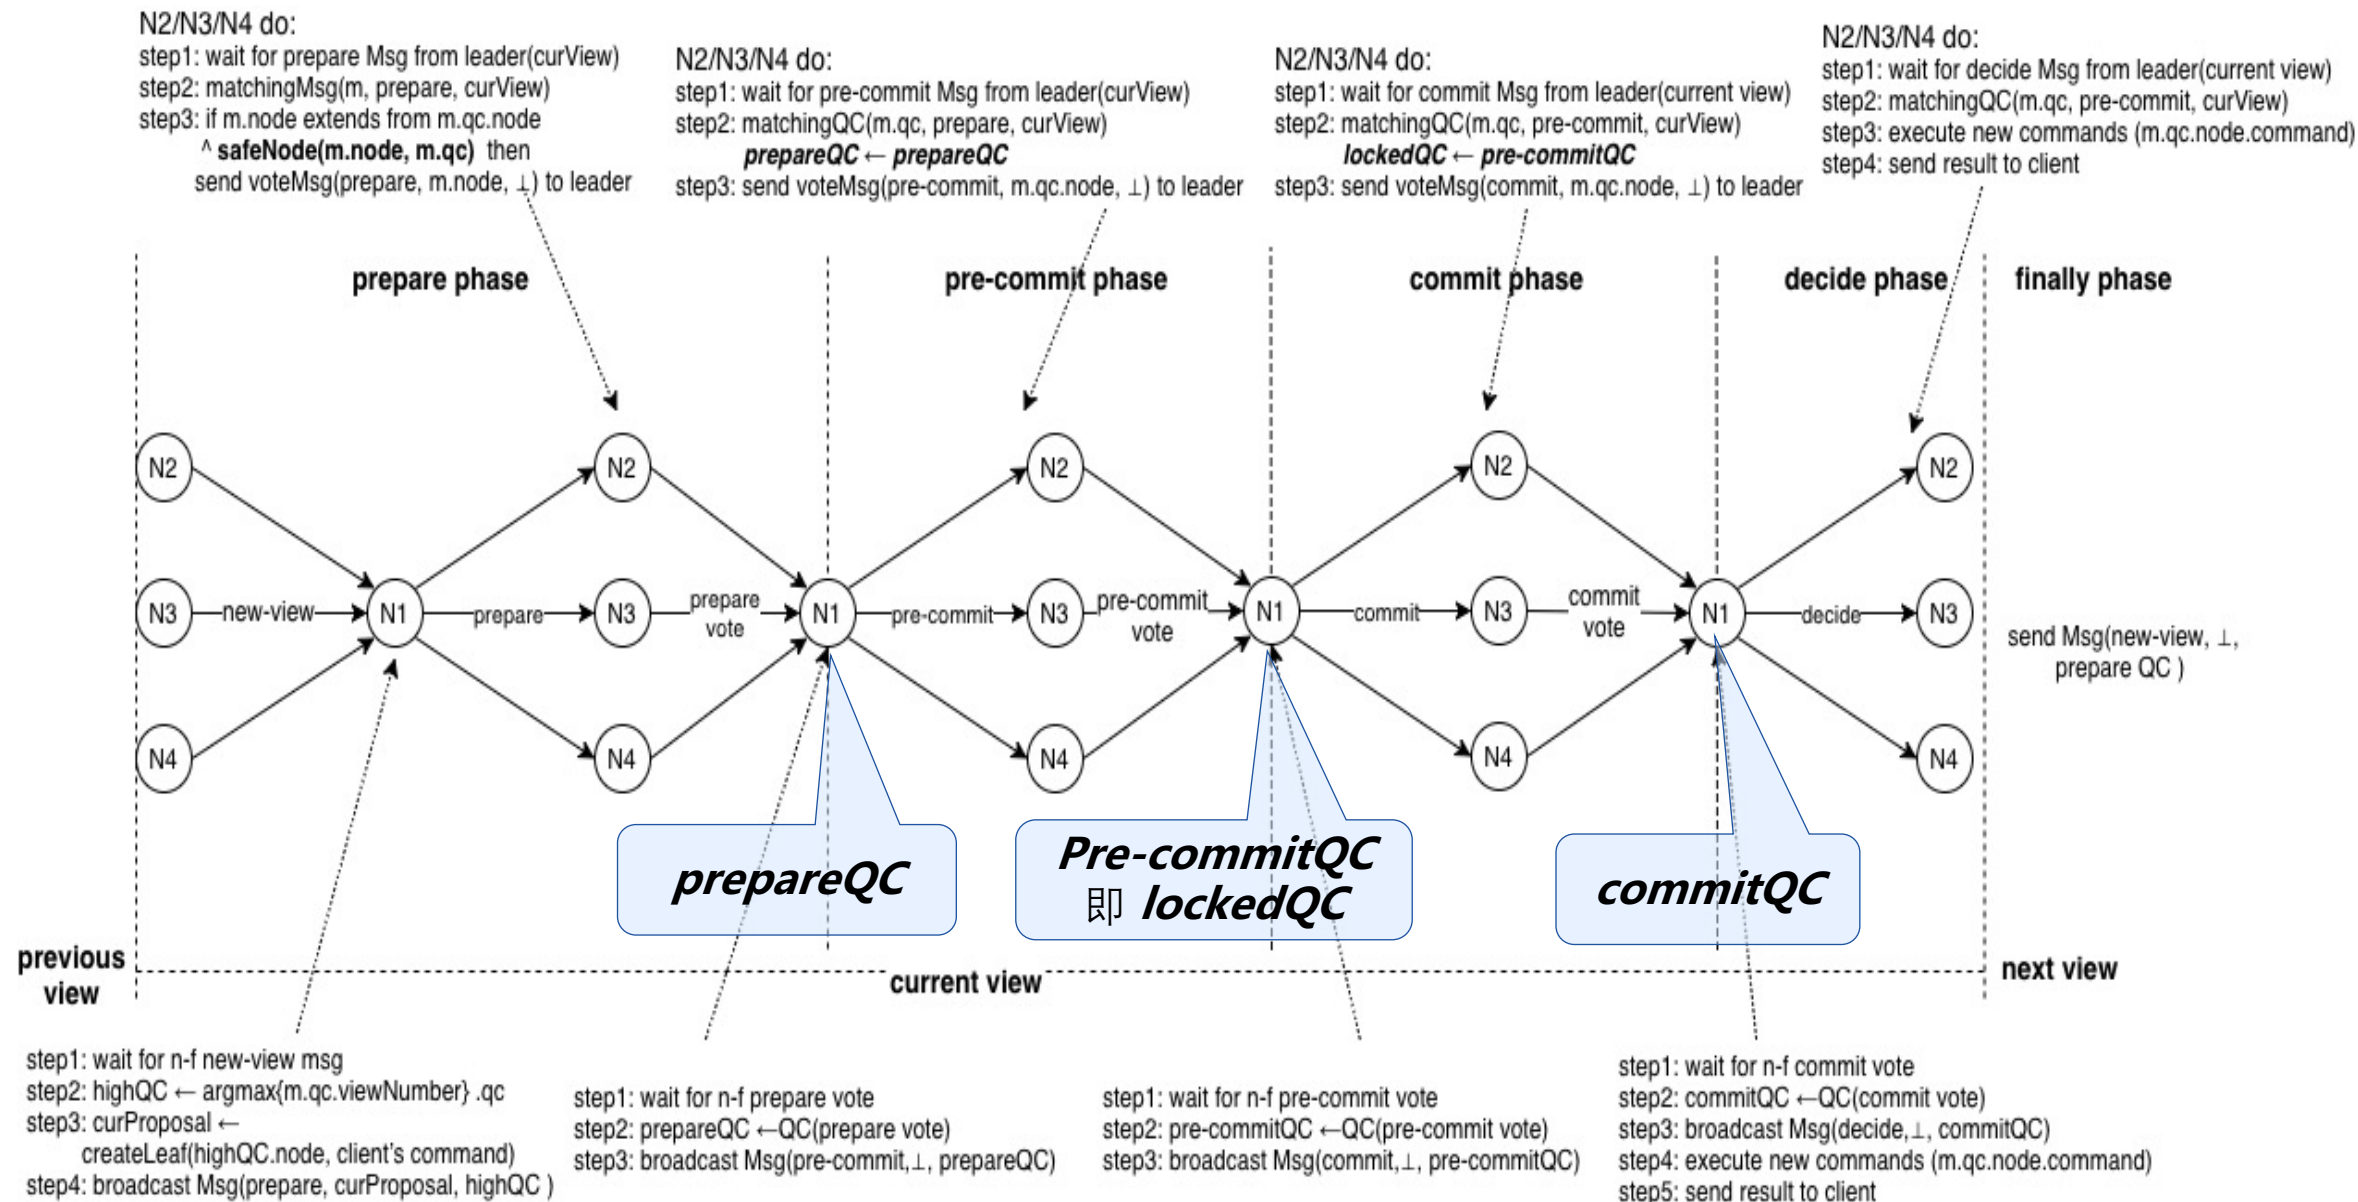 N2/N3/N4 do:
step1: wait for prepare Msg from leader(curView)
step2: matchingMsg(m, prepare, curView)
step3: if m.node extends from m.qc.node
^ safeNode(m.node, m.qc) then
send voteMsg(prepare, m.node, ⊥) to leader
N2/N3/N4 do:
step1: wait for pre-commit Msg from leader(curView)
step2: matchingQC(m.qc, prepare, curView)
prepareQC ← prepareQC
step3: send voteMsg(pre-commit, m.qc.node, ⊥) to leader
N2/N3/N4 do:
step1: wait for commit Msg from leader(current view)
step2: matchingQC(m.qc, pre-commit, curView)
lockedQC ← pre-commitQC
step3: send voteMsg(commit, m.qc.node, ⊥) to leader
N2/N3/N4 do:
step1: wait for decide Msg from leader(current view)
step2: matchingQC(m.qc, pre-commit, curView)
step3: execute new commands (m.qc.node.command)
step4: send result to client
prepare phase
pre-commit phase
commit phase
decide phase
finally phase
N2
N2
N2
N2
N2
N3
new-view
N1
prepare
N3
prepare
vote
N1
pre-commit
N3
pre-commit
vote
N1
commit
N3
commit
vote
N1
decide
N3
send Msg(new-view, ⊥,
prepare QC )
N4
N4
N4
N4
N4
prepareQC
Pre-commitQC
即 lockedQC
commitQC
previous
view
current view
next view
step1: wait for n-f new-view msg
step2: highQC ← argmax{m.qc.viewNumber} .qc
step3: curProposal ←
createLeaf(highQC.node, client's command)
step4: broadcast Msg(prepare, curProposal, highQC )
step1: wait for n-f prepare vote
step2: prepareQC ←QC(prepare vote)
step3: broadcast Msg(pre-commit,⊥, prepareQC)
step1: wait for n-f pre-commit vote
step2: pre-commitQC ←QC(pre-commit vote)
step3: broadcast Msg(commit,⊥, pre-commitQC)
step1: wait for n-f commit vote
step2: commitQC ←QC(commit vote)
step3: broadcast Msg(decide,⊥, commitQC)
step4: execute new commands (m.qc.node.command)
step5: send result to client